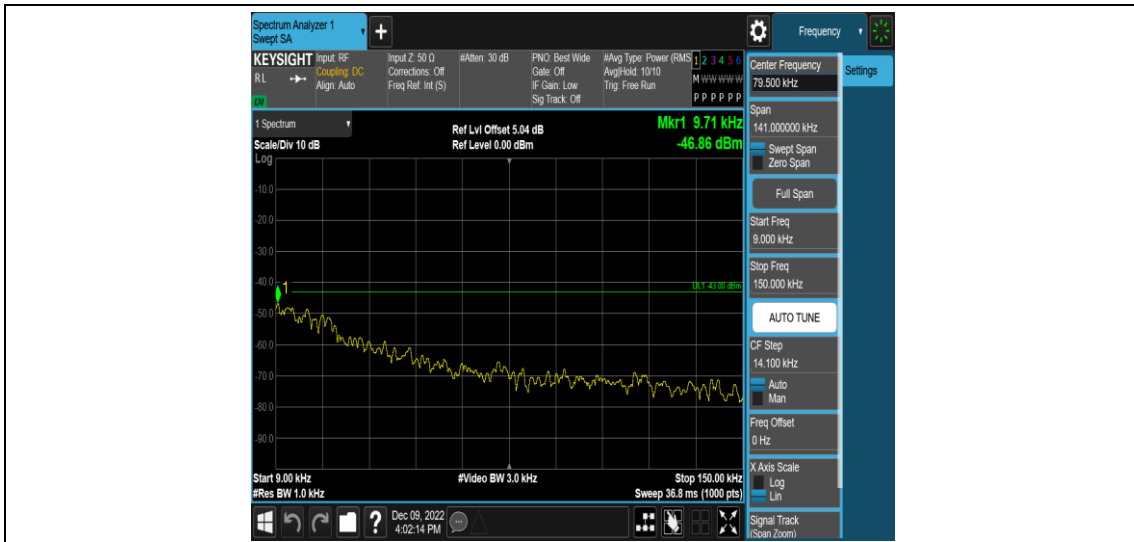 Spectrum Analyzer 1
Swept SA
+
Frequency
KEYSIGHT
RL
LM
Input: RF
Coupling: DC
Align: Auto
Input Z: 50 Ω
Corrections: Off
Freq Ref: Int (S)
#Atten: 30 dB
PNO: Best Wide
Gate: Off
IF Gain: Low
Sig Track: Off
#Avg Type: Power (RMS
Avg|Hold: 10/10
Trig: Free Run
1 2 3 4 5 6
M W W W W W
P P P P P P
1 Spectrum
Scale/Div 10 dB
Log
Ref Lvl Offset 5.04 dB
Ref Level 0.00 dBm
Mkr1 9.71 kHz
-46.86 dBm
-10.0
-20.0
-30.0
-40.0
1
DL1 -43.00 dBm
-50.0
-60.0
-70.0
-80.0
-90.0
Start 9.00 kHz
#Res BW 1.0 kHz
#Video BW 3.0 kHz
Stop 150.00 kHz
Sweep 36.8 ms (1000 pts)
Dec 09, 2022
4:02:14 PM
?
Center Frequency
79.500 kHz
Settings
Span
141.000000 kHz
Swept Span
Zero Span
Full Span
Start Freq
9.000 kHz
Stop Freq
150.000 kHz
AUTO TUNE
CF Step
14.100 kHz
Auto
Man
Freq Offset
0 Hz
X Axis Scale
Log
Lin
Signal Track
(Span Zoom)